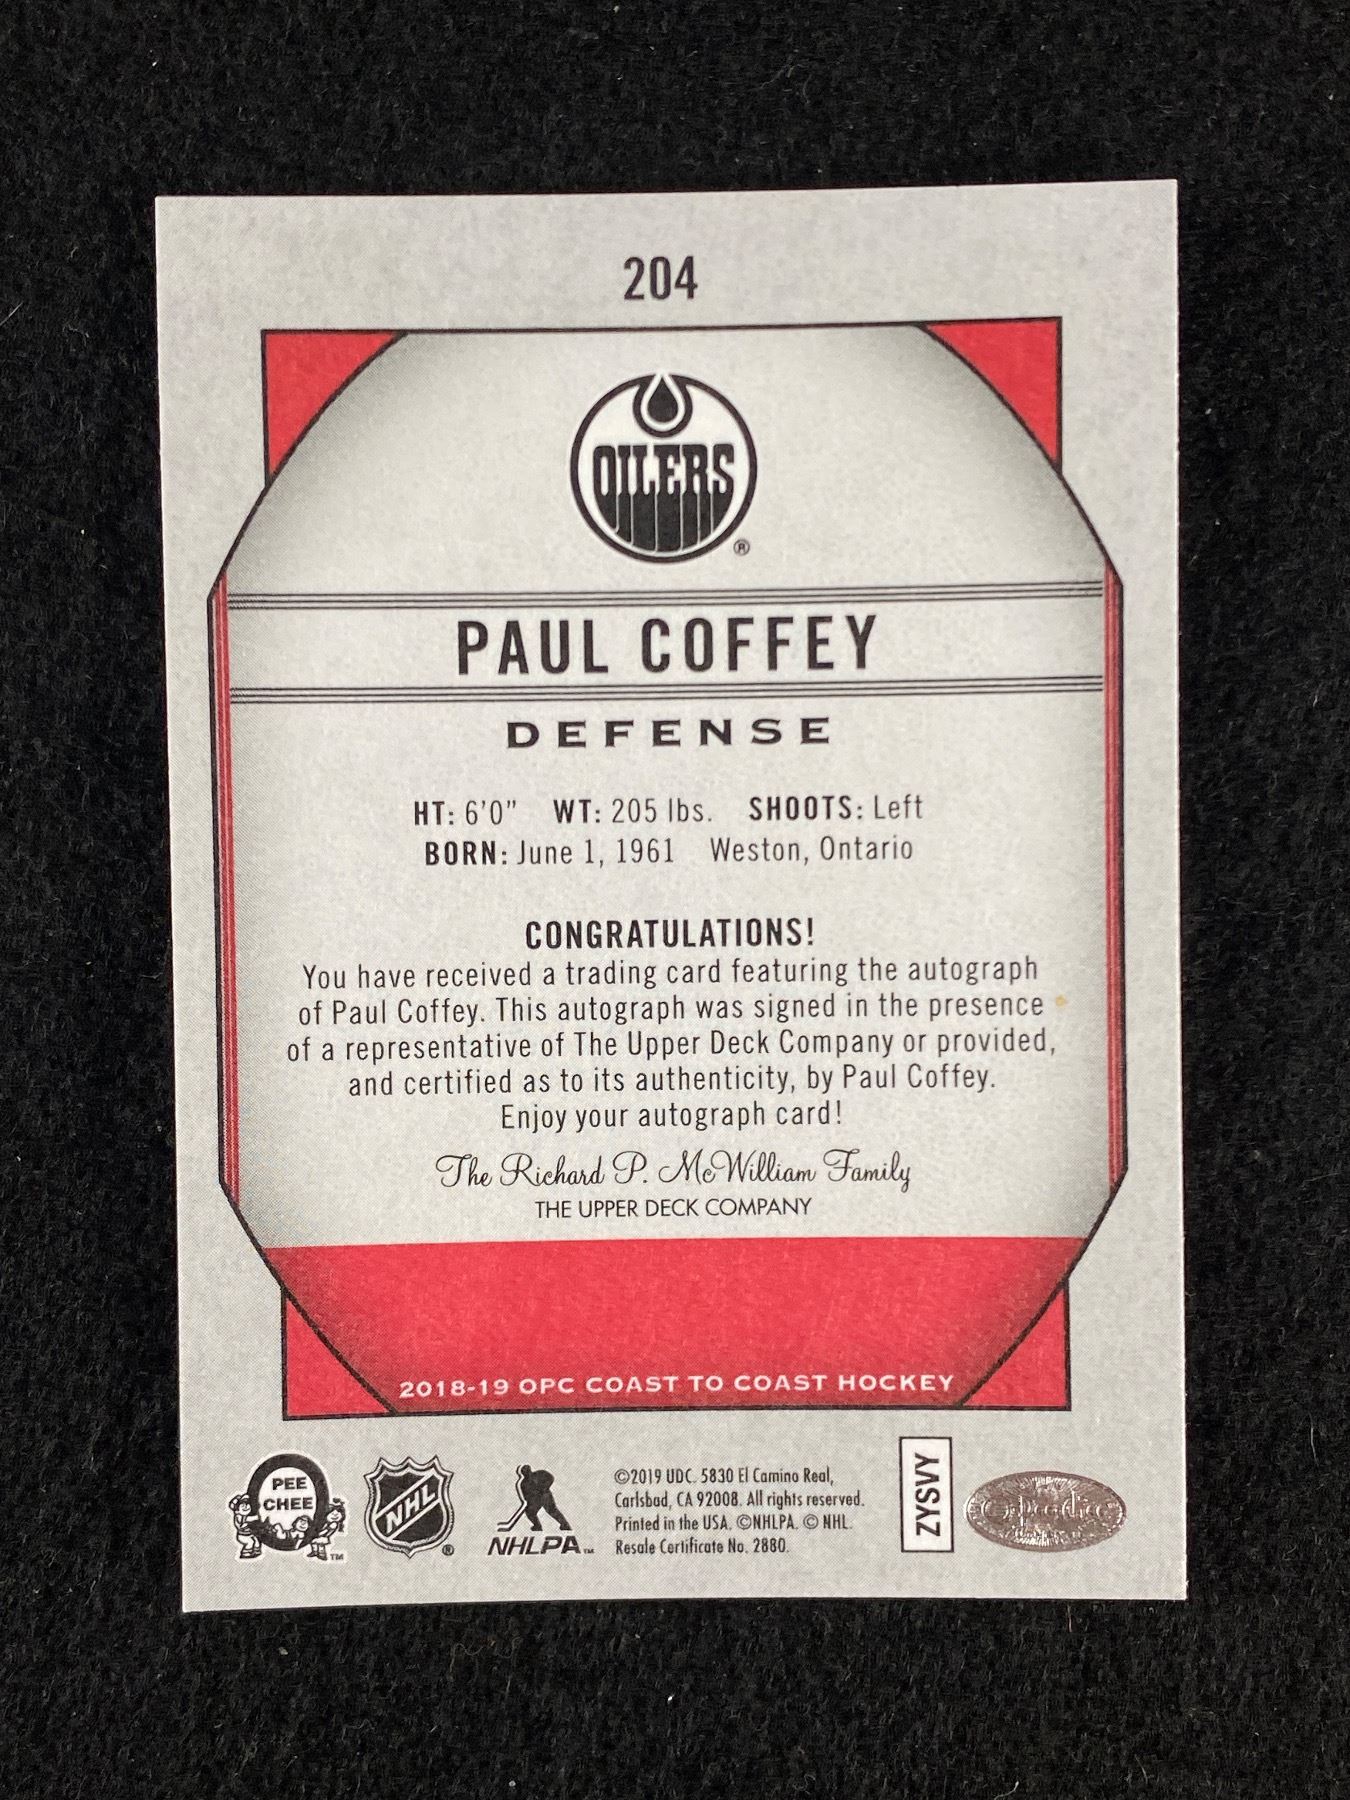 204
OILERS
®
PAUL COFFEY
DEFENSE
HT: 6'0" WT: 205 lbs. SHOOTS: Left
BORN: June 1, 1961 Weston, Ontario
CONGRATULATIONS!
You have received a trading card featuring the autograph
of Paul Coffey. This autograph was signed in the presence
of a representative of The Upper Deck Company or provided,
and certified as to its authenticity, by Paul Coffey.
Enjoy your autograph card!
The Richard P. McWilliam Family
THE UPPER DECK COMPANY
2018-19 OPC COAST TO COAST HOCKEY
PEE
CHEE
TM
NHL
®
NHLPA™
©2019 UDC. 5830 El Camino Real,
Carlsbad, CA 92008. All rights reserved.
Printed in the USA. ©NHLPA. © NHL.
Resale Certificate No. 2880.
ZYSVY